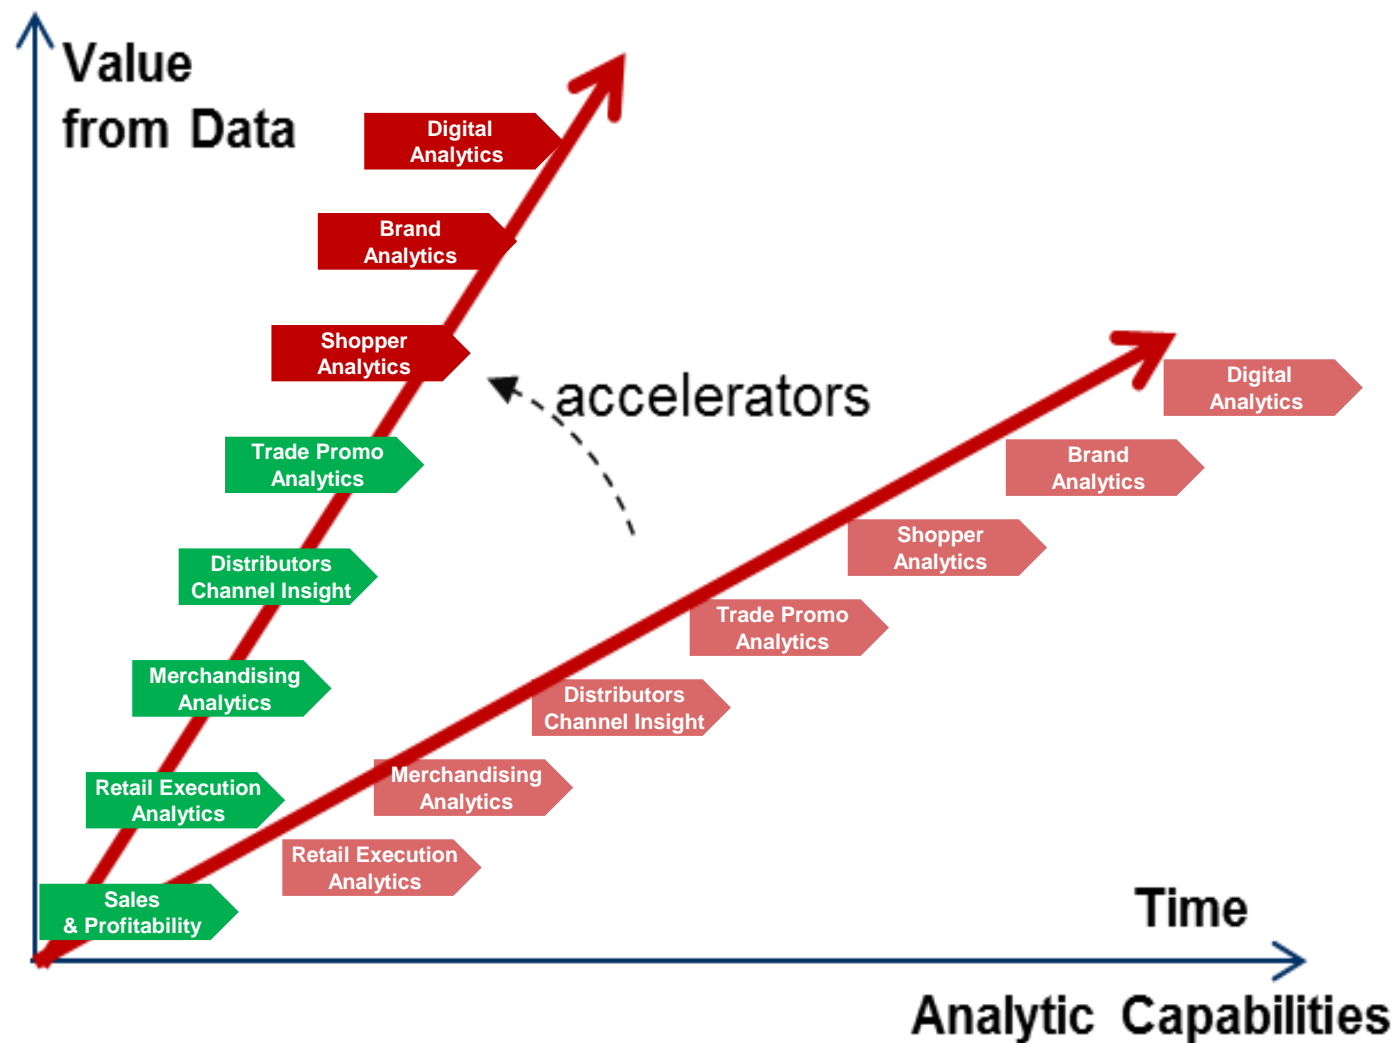 Value
from Data
Digital
Analytics
Brand
Analytics
Shopper
Analytics
accelerators
Trade Promo
Analytics
Distributors
Channel Insight
Merchandising
Analytics
Retail Execution
Analytics
Sales
& Profitability
Digital
Analytics
Brand
Analytics
Shopper
Analytics
Trade Promo
Analytics
Distributors
Channel Insight
Merchandising
Analytics
Retail Execution
Analytics
Time
Analytic Capabilities